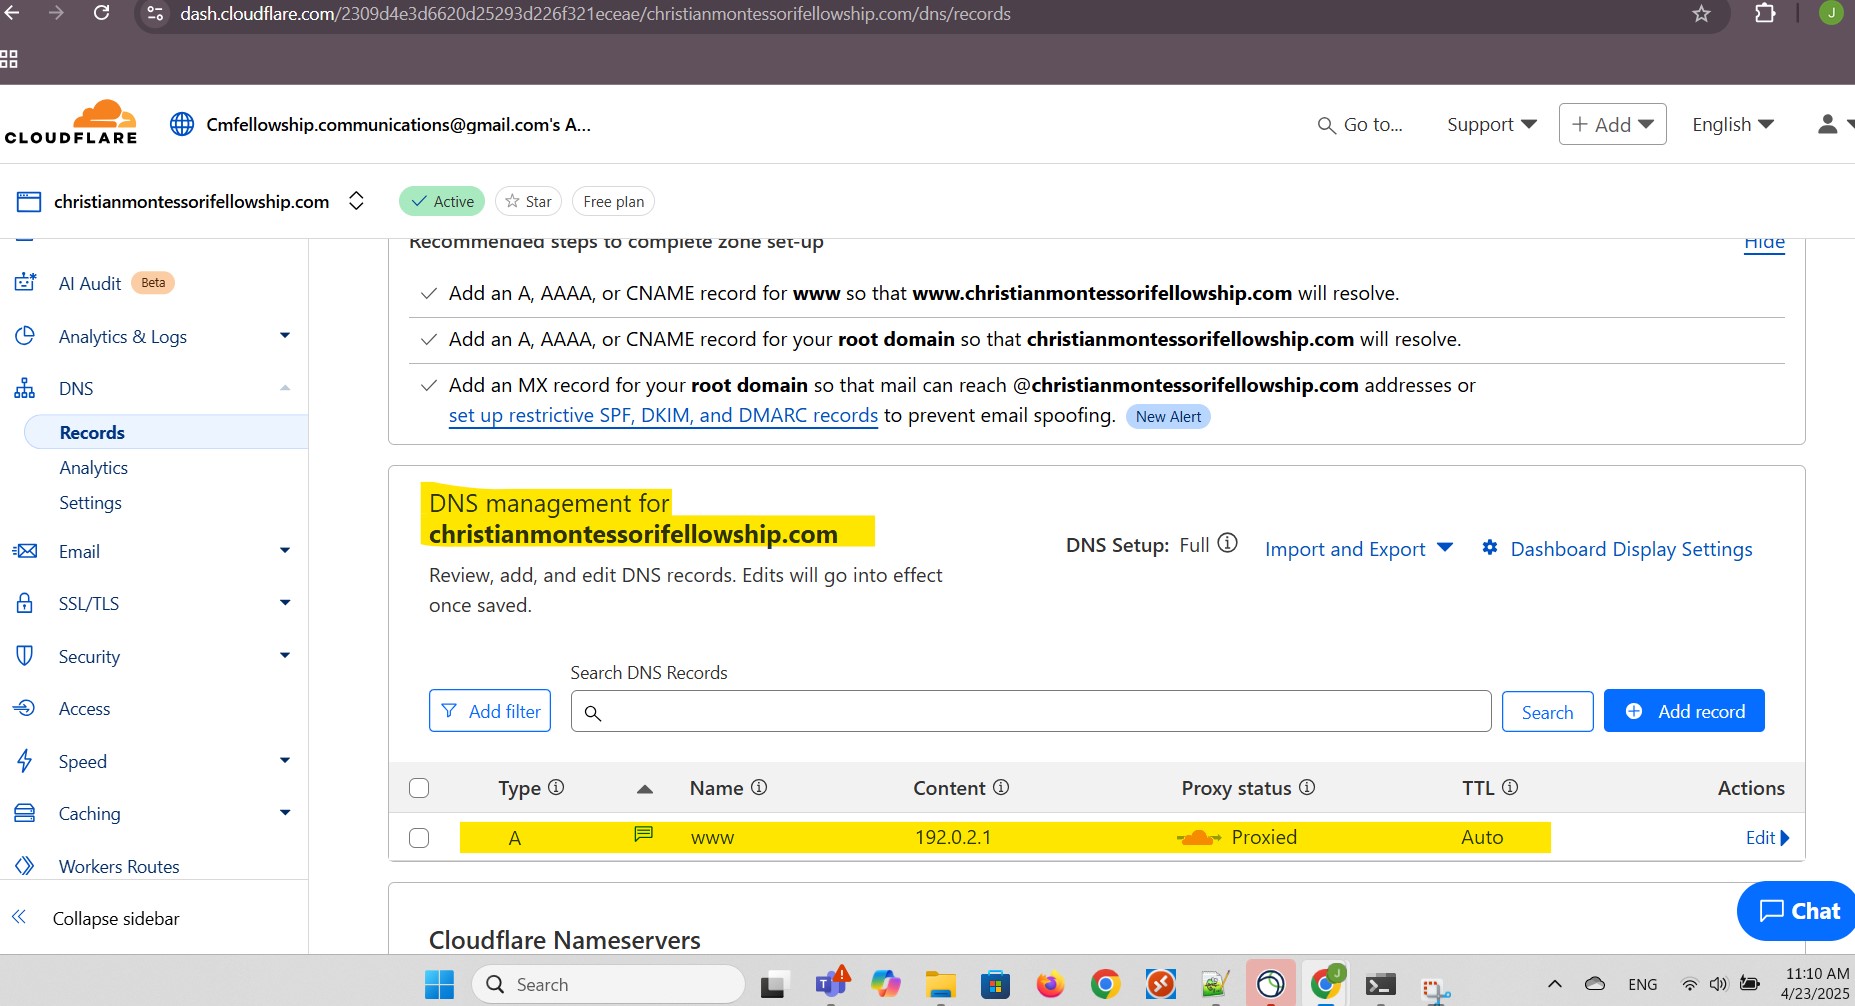 dash.cloudflare.com/2309d4e3d6620d25293d226f321eceae/christianmontessorifellowship.com/dns/records
J
CLOUDFLARE
Cmfellowship.communications@gmail.com's A...
Go to...
Support
+ Add
English
christianmontessorifellowship.com
Active
Star
Free plan
AI Audit
Beta
Analytics & Logs
DNS
Records
Analytics
Settings
Email
SSL/TLS
Security
Access
Speed
Caching
Workers Routes
Collapse sidebar
Recommended steps to complete zone set-up
Hide
Add an A, AAAA, or CNAME record for www so that www.christianmontessorifellowship.com will resolve.
Add an A, AAAA, or CNAME record for your root domain so that christianmontessorifellowship.com will resolve.
Add an MX record for your root domain so that mail can reach @christianmontessorifellowship.com addresses or
set up restrictive SPF, DKIM, and DMARC records to prevent email spoofing. New Alert
DNS management for
christianmontessorifellowship.com
Review, add, and edit DNS records. Edits will go into effect
once saved.
DNS Setup: Full
Import and Export
Dashboard Display Settings
Search DNS Records
Add filter
Search
Add record
Type Name Content Proxy status TTL Actions
A www 192.0.2.1 Proxied Auto Edit
Cloudflare Nameservers
Chat
Search
J
ENG
11:10 AM
4/23/2025